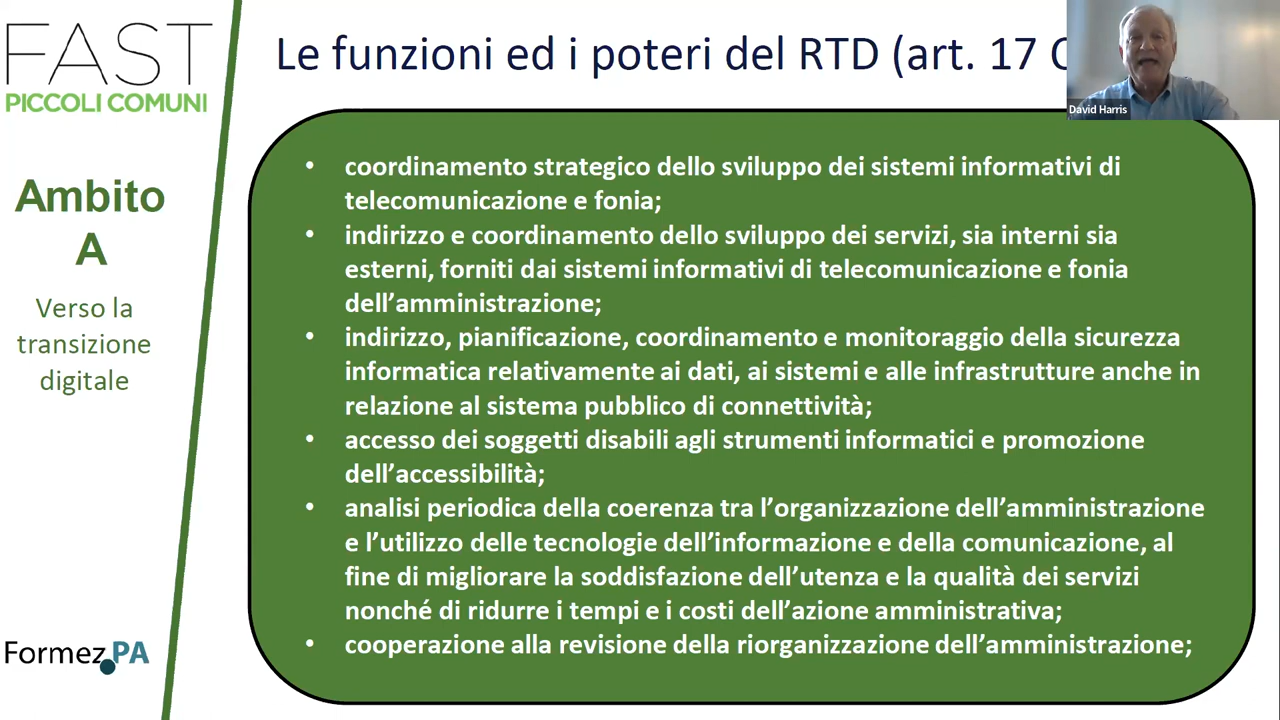 FAST
PICCOLI COMUNI
Ambito
A
Verso la
transizione
digitale
Formez PA
Le funzioni ed i poteri del RTD (art. 17
David Harris
• coordinamento strategico dello sviluppo dei sistemi informativi di
telecomunicazione e fonia;
• indirizzo e coordinamento dello sviluppo dei servizi, sia interni sia
esterni, forniti dai sistemi informativi di telecomunicazione e fonia
dell’amministrazione;
• indirizzo, pianificazione, coordinamento e monitoraggio della sicurezza
informatica relativamente ai dati, ai sistemi e alle infrastrutture anche in
relazione al sistema pubblico di connettività;
• accesso dei soggetti disabili agli strumenti informatici e promozione
dell’accessibilità;
• analisi periodica della coerenza tra l’organizzazione dell’amministrazione
e l’utilizzo delle tecnologie dell’informazione e della comunicazione, al
fine di migliorare la soddisfazione dell’utenza e la qualità dei servizi
nonché di ridurre i tempi e i costi dell’azione amministrativa;
• cooperazione alla revisione della riorganizzazione dell’amministrazione;